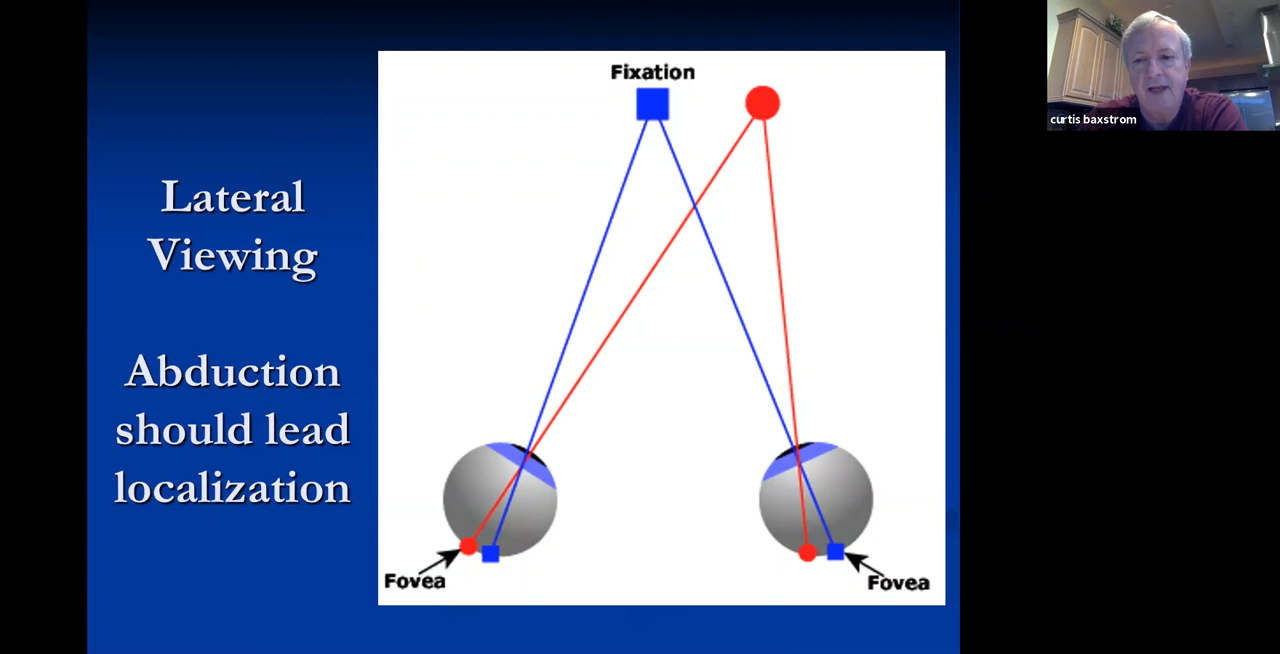 Fixation
Lateral
Viewing
Abduction
should lead
localization
Fovea
Fovea
curtis baxstrom